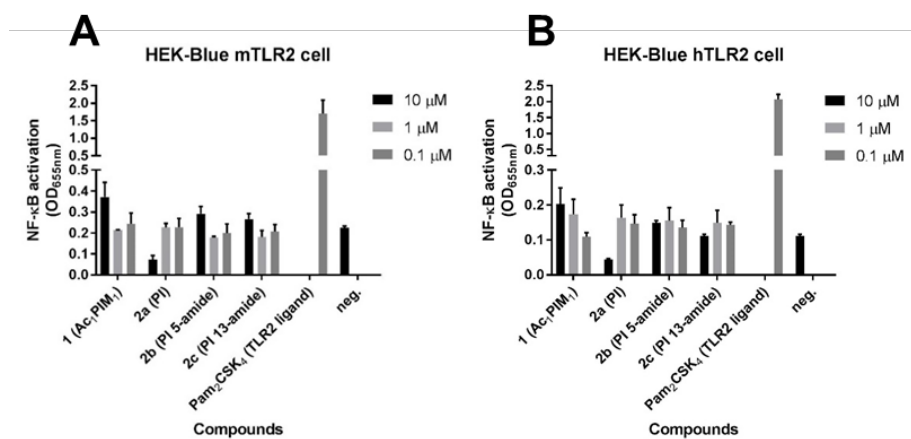 A
HEK-Blue mTLR2 cell
NF-κB activation
(OD655nm)
2.5
2.0
1.5
1.0
0.5
0.5
0.4
0.3
0.2
0.1
0.0
10 μM
1 μM
0.1 μM
1 (Ac1PIM1)
2a (PI)
2b (PI 5-amide)
2c (PI 13-amide)
Pam2CSK4 (TLR2 ligand)
neg.
Compounds
B
HEK-Blue hTLR2 cell
NF-κB activation
(OD655nm)
2.5
2.0
1.5
1.0
0.5
0.3
0.2
0.1
0.0
10 μM
1 μM
0.1 μM
1 (Ac1PIM1)
2a (PI)
2b (PI 5-amide)
2c (PI 13-amide)
Pam2CSK4 (TLR2 ligand)
neg.
Compounds